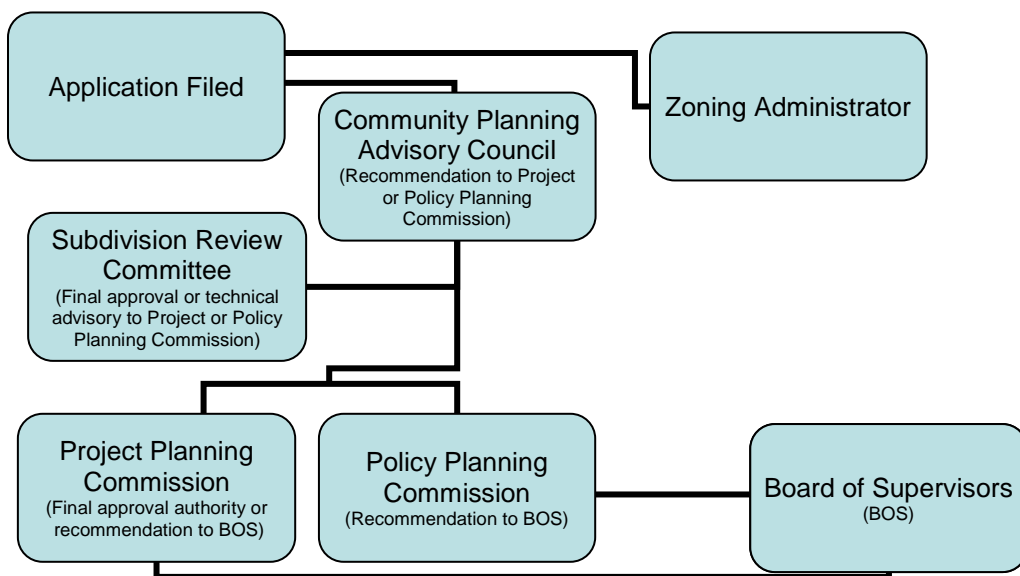 Application Filed
Zoning Administrator
Community Planning
Advisory Council
(Recommendation to Project
or Policy Planning
Commission)
Subdivision Review
Committee
(Final approval or technical
advisory to Project or Policy
Planning Commission)
Project Planning
Commission
(Final approval authority or
recommendation to BOS)
Policy Planning
Commission
(Recommendation to BOS)
Board of Supervisors
(BOS)